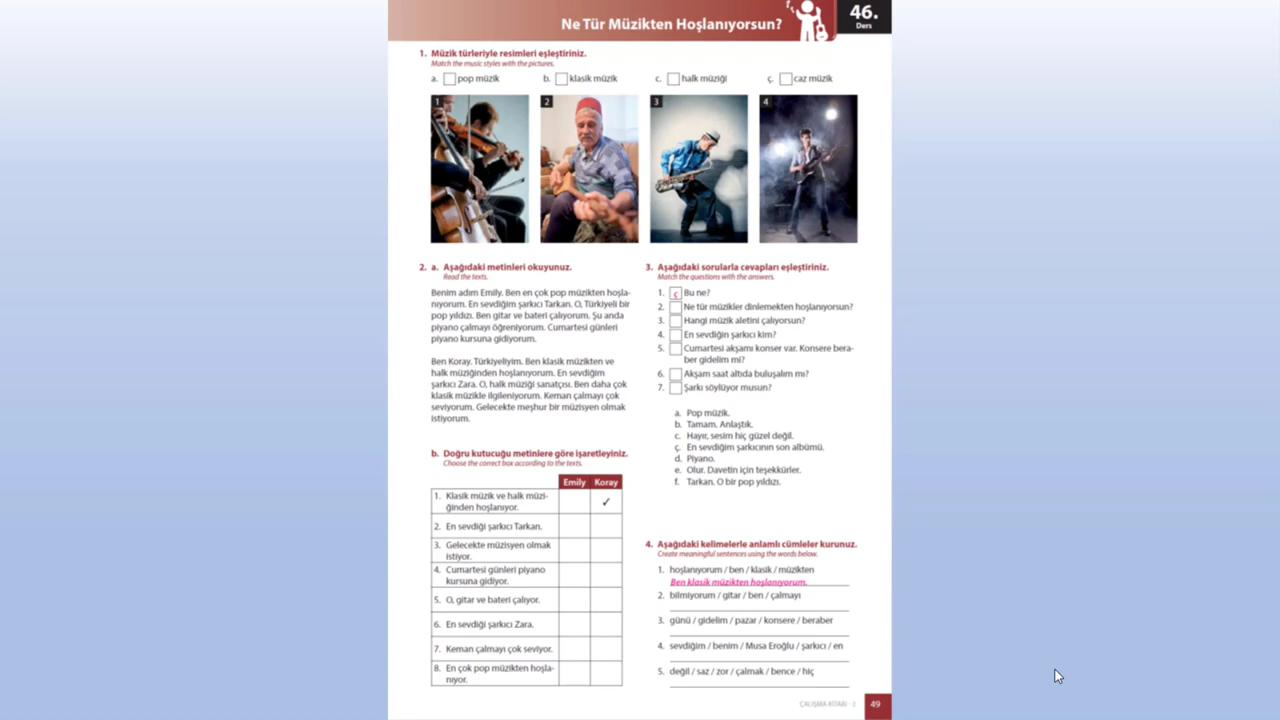 Ne Tür Müzikten Hoşlanıyorsun?
46.
Ders
1. Müzik türleriyle resimleri eşleştiriniz.
Match the music styles with the pictures.
a. pop müzik b. klasik müzik c. halk müziği ç. caz müzik
1 2 3 4
2. a. Aşağıdaki metinleri okuyunuz.
Read the texts.
Benim adım Emily. Ben en çok pop müzikten hoşla-
nıyorum. En sevdiğim şarkıcı Tarkan. O, Türkiyeli bir
pop yıldızı. Ben gitar ve bateri çalıyorum. Şu anda
piyano çalmayı öğreniyorum. Cumartesi günleri
piyano kursuna gidiyorum.
Ben Koray. Türkiyeliyim. Ben klasik müzikten ve
halk müziğinden hoşlanıyorum. En sevdiğim
şarkıcı Zara. O, halk müziği sanatçısı. Ben daha çok
klasik müzikle ilgileniyorum. Keman çalmayı çok
seviyorum. Gelecekte meşhur bir müzisyen olmak
istiyorum.
b. Doğru kutucuğu metinlere göre işaretleyiniz.
Choose the correct box according to the texts.
Emily Koray
1. Klasik müzik ve halk müzi-
ğinden hoşlanıyor. ✓
2. En sevdiği şarkıcı Tarkan.
3. Gelecekte müzisyen olmak
istiyor.
4. Cumartesi günleri piyano
kursuna gidiyor.
5. O, gitar ve bateri çalıyor.
6. En sevdiği şarkıcı Zara.
7. Keman çalmayı çok seviyor.
8. En çok pop müzikten hoşla-
nıyor.
3. Aşağıdaki sorularla cevapları eşleştiriniz.
Match the questions with the answers.
1. ç Bu ne?
2. Ne tür müzikler dinlemekten hoşlanıyorsun?
3. Hangi müzik aletini çalıyorsun?
4. En sevdiğin şarkıcı kim?
5. Cumartesi akşamı konser var. Konsere bera-
ber gidelim mi?
6. Akşam saat altıda buluşalım mı?
7. Şarkı söylüyor musun?
a. Pop müzik.
b. Tamam. Anlaştık.
c. Hayır, sesim hiç güzel değil.
ç. En sevdiğim şarkıcının son albümü.
d. Piyano.
e. Olur. Davetin için teşekkürler.
f. Tarkan. O bir pop yıldızı.
4. Aşağıdaki kelimelerle anlamlı cümleler kurunuz.
Create meaningful sentences using the words below.
1. hoşlanıyorum / ben / klasik / müzikten
Ben klasik müzikten hoşlanıyorum.
2. bilmiyorum / gitar / ben / çalmayı
3. günü / gidelim / pazar / konsere / beraber
4. sevdiğim / benim / Musa Eroğlu / şarkıcı / en
5. değil / saz / zor / çalmak / bence / hiç
ÇALIŞMA KİTABI - 2 49